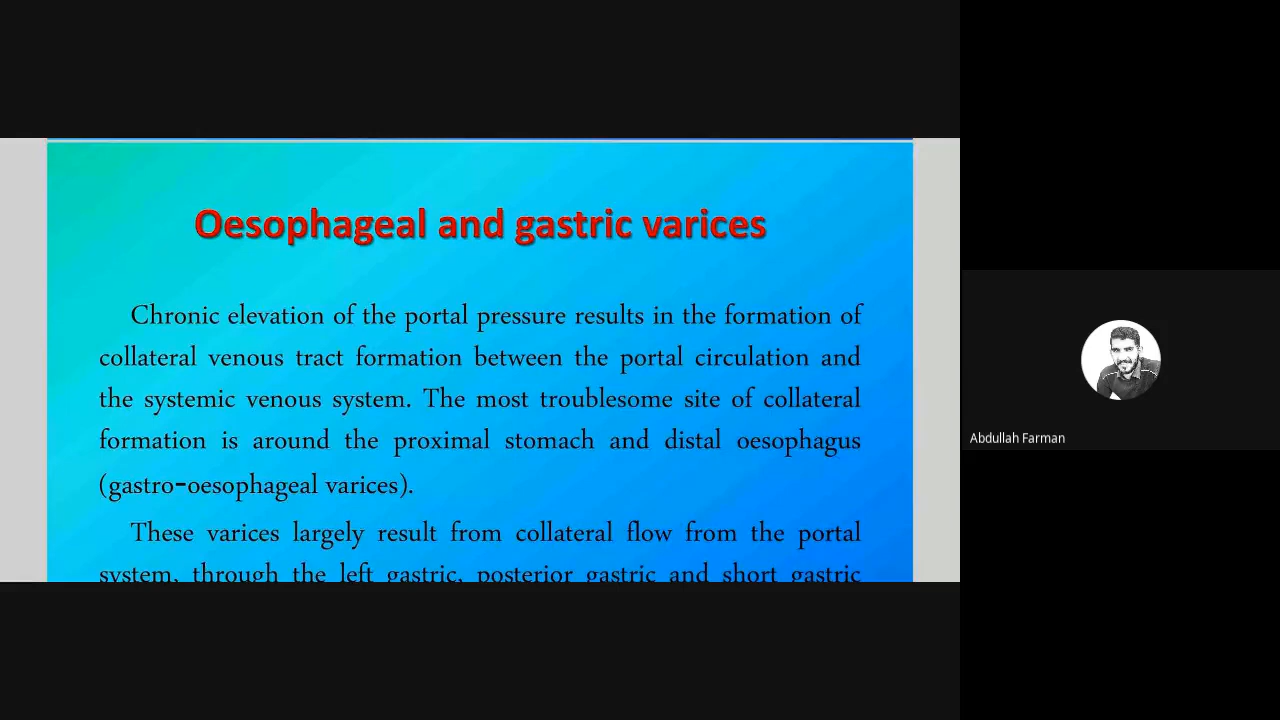 Oesophageal and gastric varices
Chronic elevation of the portal pressure results in the formation of
collateral venous tract formation between the portal circulation and
the systemic venous system. The most troublesome site of collateral
formation is around the proximal stomach and distal oesophagus
(gastro-oesophageal varices).
These varices largely result from collateral flow from the portal
system, through the left gastric, posterior gastric and short gastric
Abdullah Farman